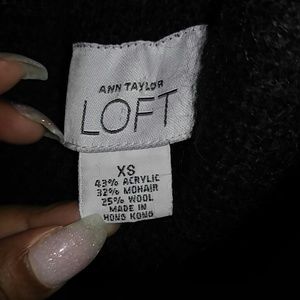 ANN TAYLOR
LOFT
XS
43% ACRYLIC
32% MOHAIR
25% WOOL
MADE IN
HONG KONG